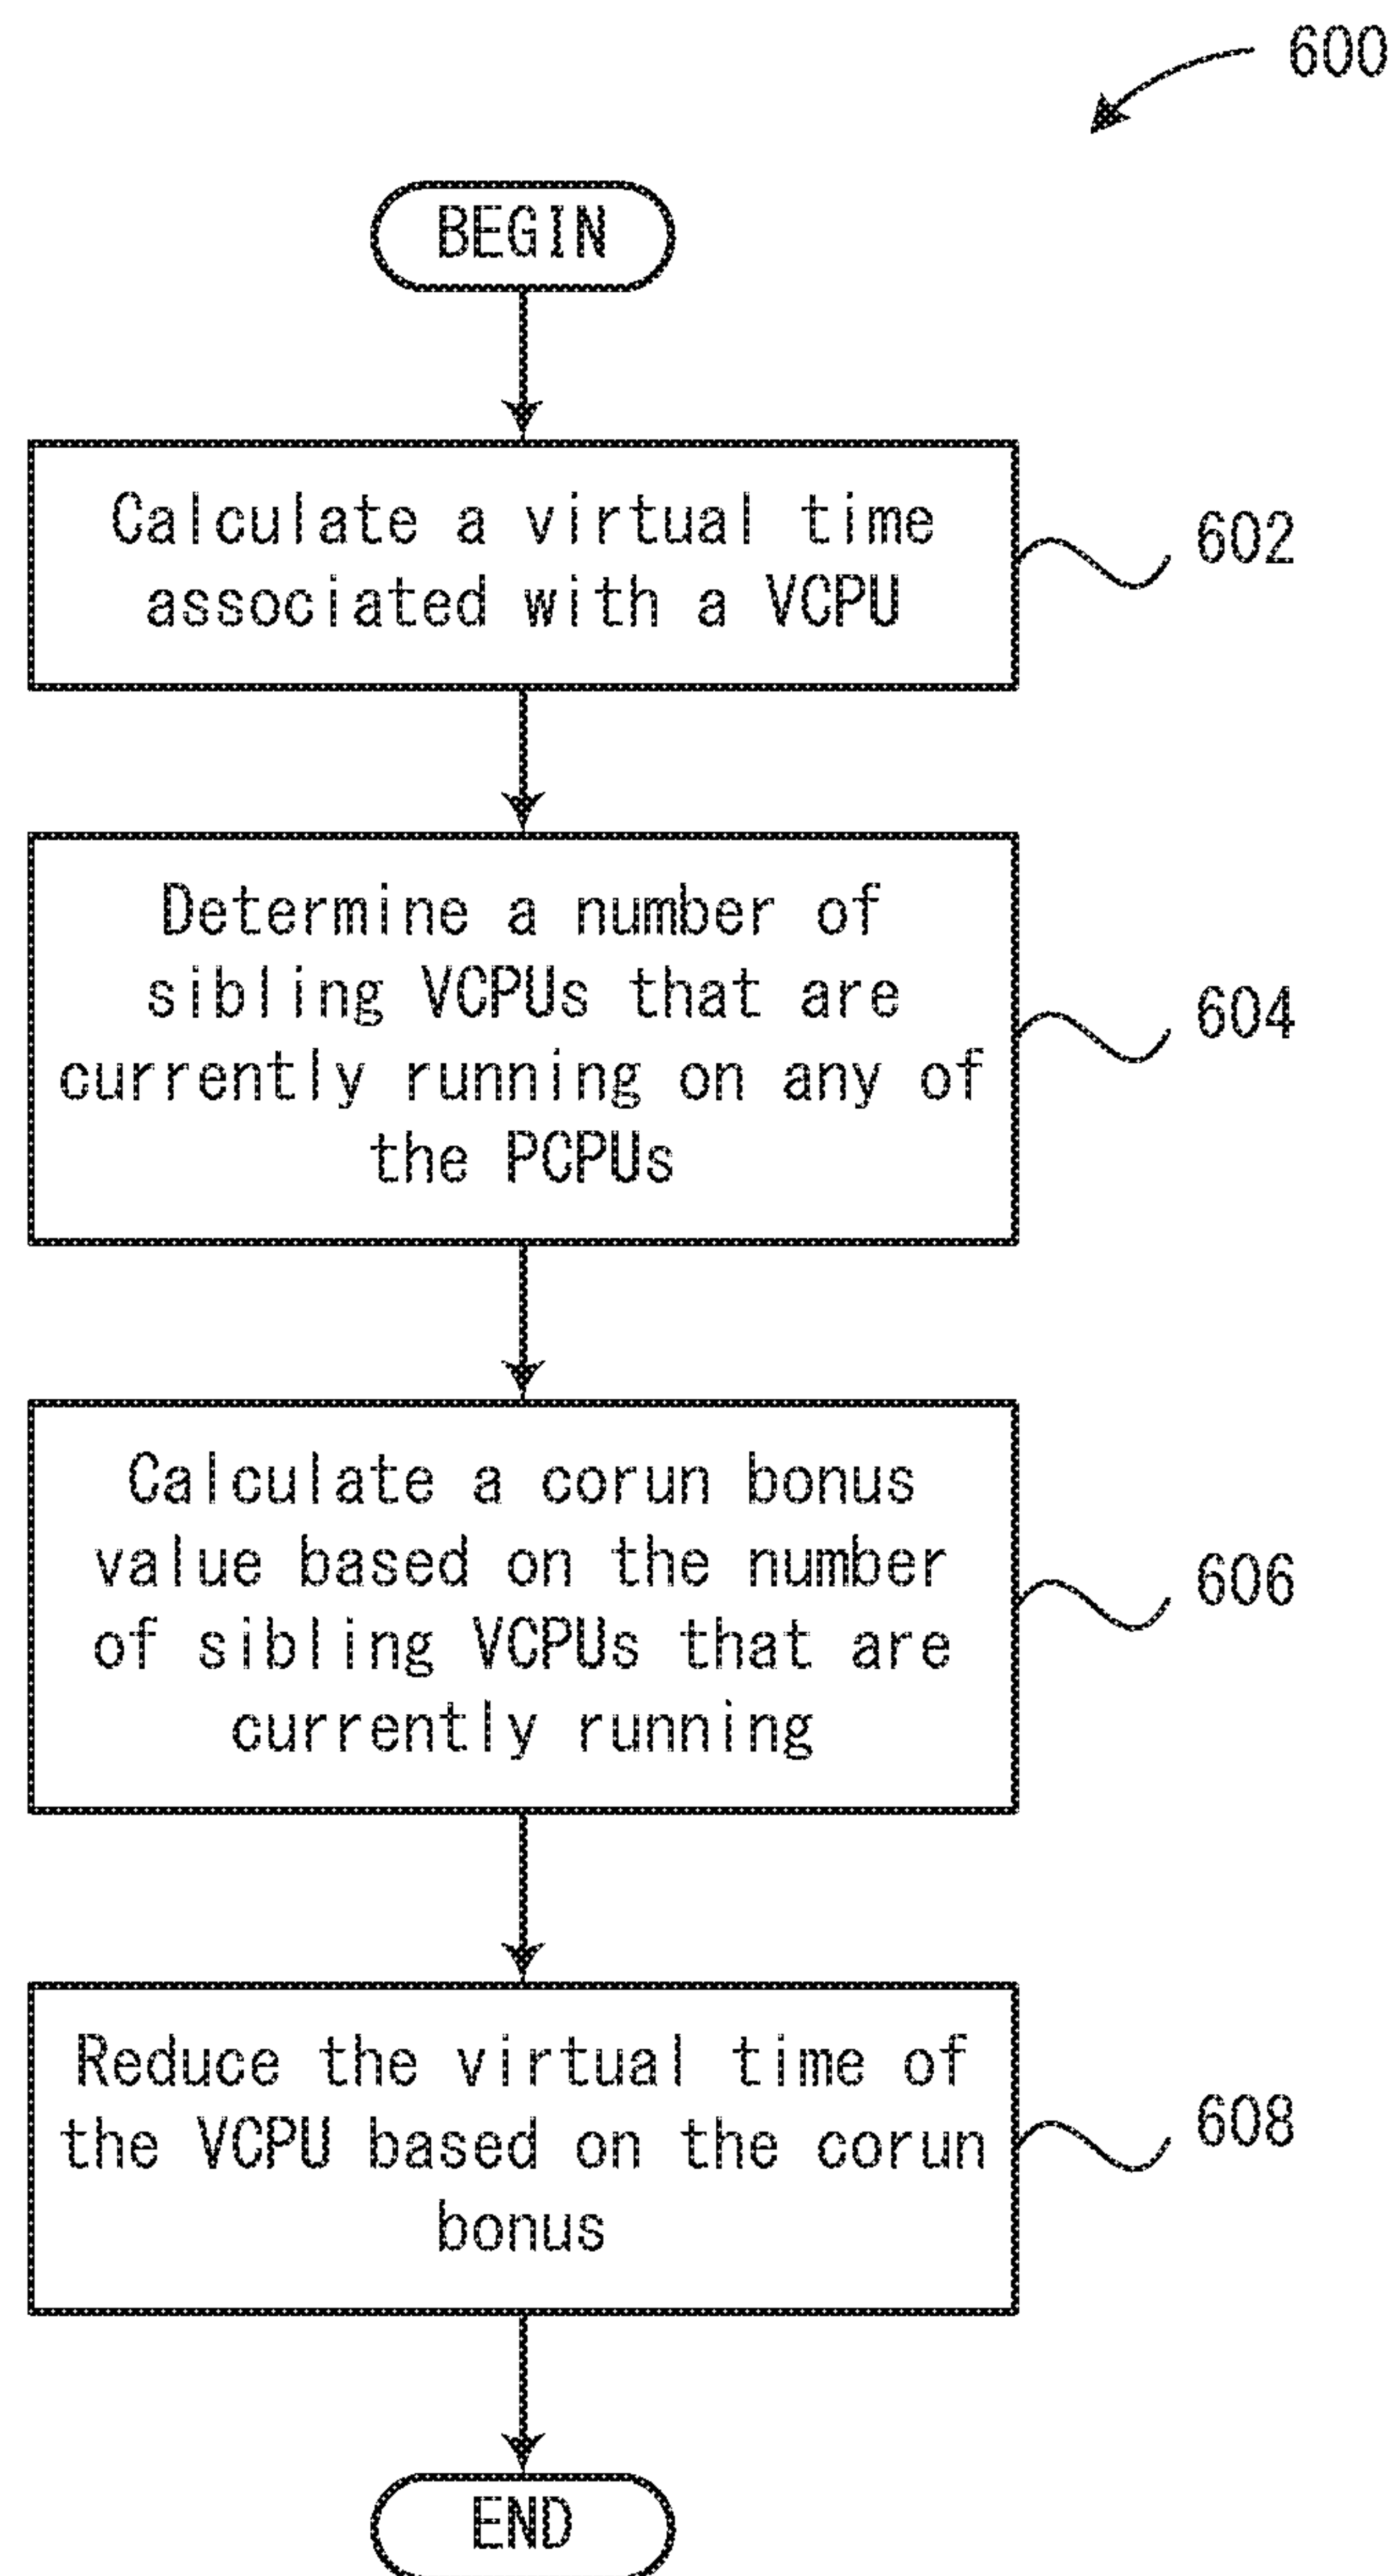 600
BEGIN
Calculate a virtual time
associated with a VCPU
602
Determine a number of
sibling VCPUs that are
currently running on any of
the PCPUs
604
Calculate a corun bonus
value based on the number
of sibling VCPUs that are
currently running
606
Reduce the virtual time of
the VCPU based on the corun
bonus
608
END